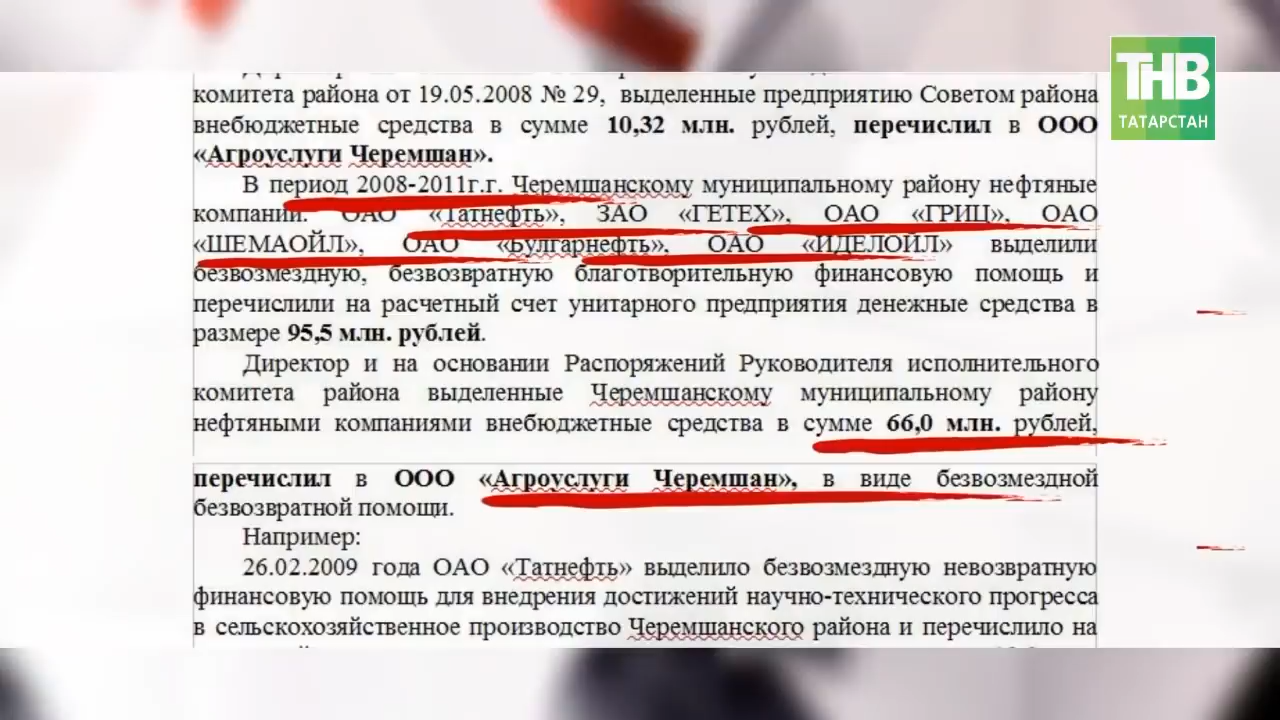 ТНВ
ТАТАРСТАН
комитета района от 19.05.2008 № 29, выделенные предприятию Советом района
внебюджетные средства в сумме 10,32 млн. рублей, перечислил в ООО
«Агроуслуги Черемшан».
В период 2008-2011г.г. Черемшанскому муниципальному району нефтяные
компании: ОАО «Татнефть», ЗАО «ГЕТЕХ», ОАО «ГРИЦ», ОАО
«ШЕМАОЙЛ», ОАО «Булгарнефть», ОАО «ИДЕЛОЙЛ» выделили
безвозмездную, безвозвратную благотворительную финансовую помощь и
перечислили на расчетный счет унитарного предприятия денежные средства в
размере 95,5 млн. рублей.
Директор и на основании Распоряжений Руководителя исполнительного
комитета района выделенные Черемшанскому муниципальному району
нефтяными компаниями внебюджетные средства в сумме 66,0 млн. рублей,
перечислил в ООО «Агроуслуги Черемшан», в виде безвозмездной
безвозвратной помощи.
Например:
26.02.2009 года ОАО «Татнефть» выделило безвозмездную невозвратную
финансовую помощь для внедрения достижений научно-технического прогресса
в сельскохозяйственное производство Черемшанского района и перечислило на